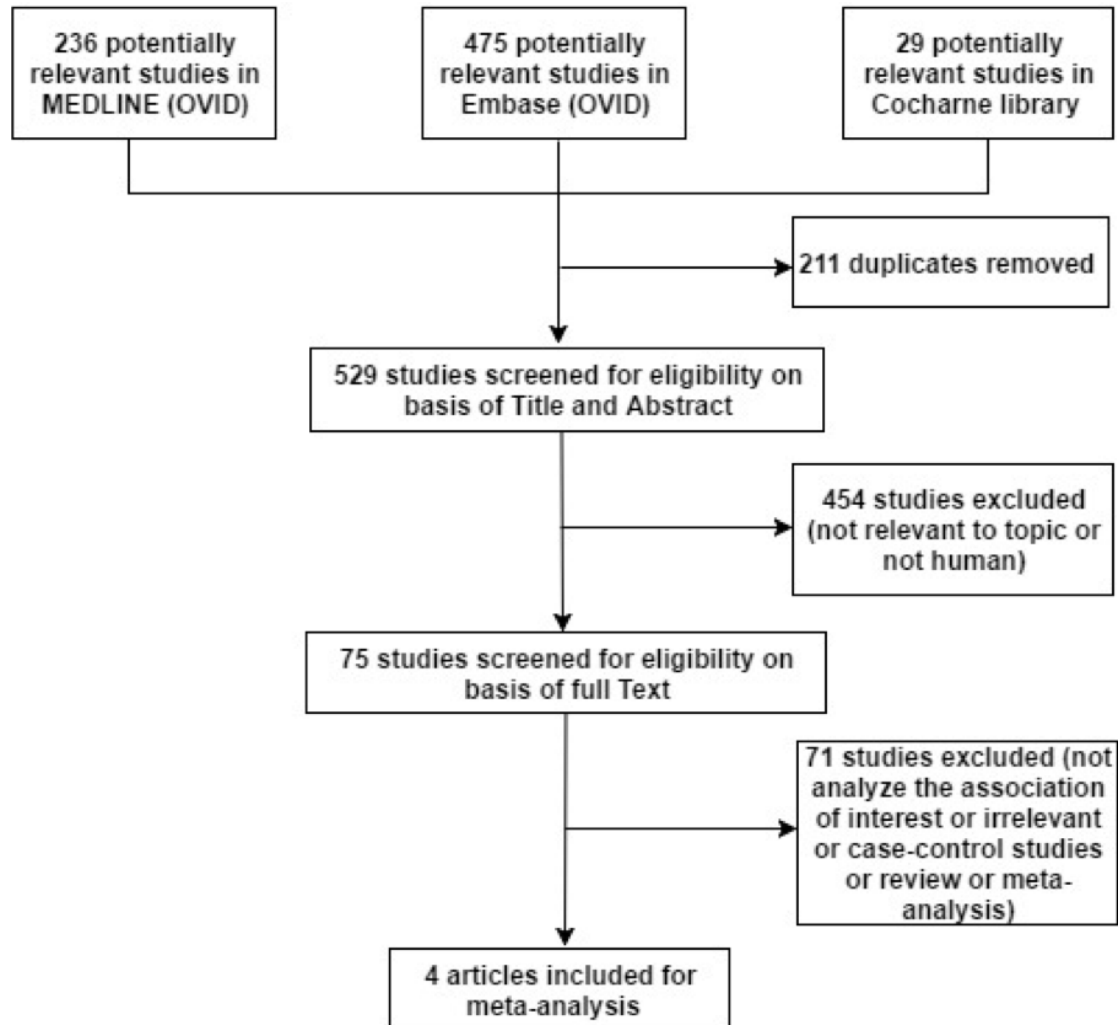 236 potentially
relevant studies in
MEDLINE (OVID)
475 potentially
relevant studies in
Embase (OVID)
29 potentially
relevant studies in
Cocharne library
211 duplicates removed
529 studies screened for eligibility on
basis of Title and Abstract
454 studies excluded
(not relevant to topic or
not human)
75 studies screened for eligibility on
basis of full Text
71 studies excluded (not
analyze the association
of interest or irrelevant
or case-control studies
or review or meta-
analysis)
4 articles included for
meta-analysis